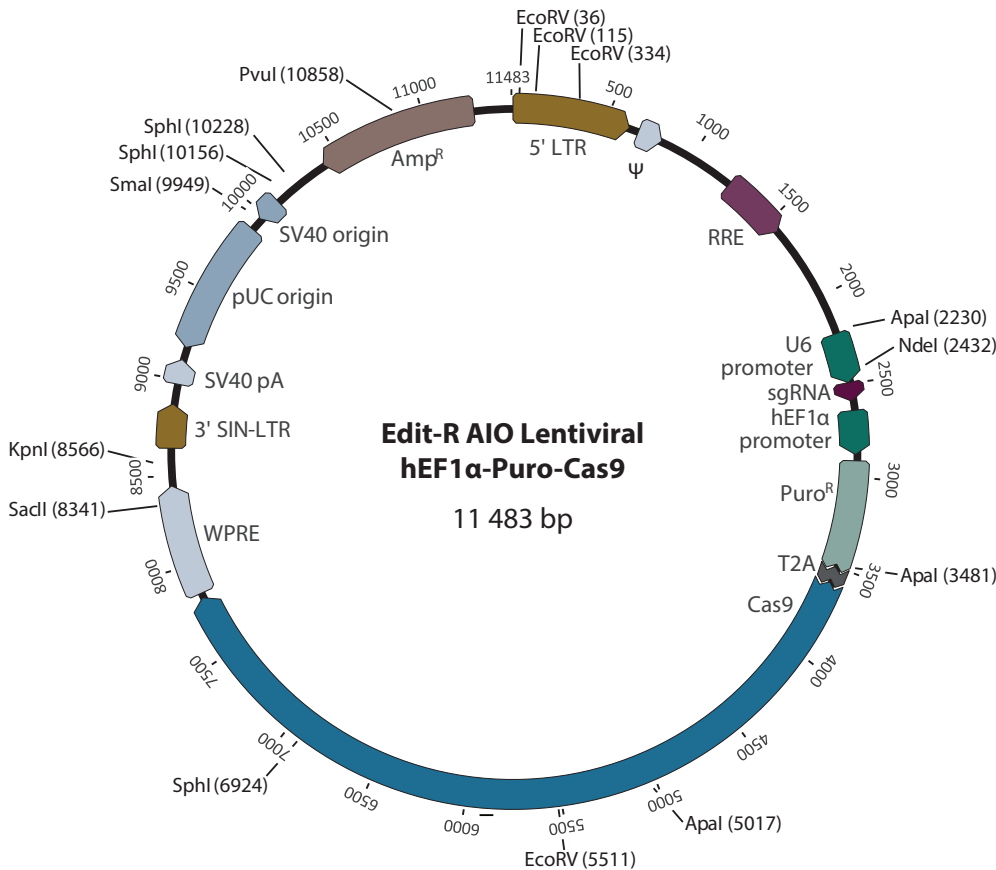 EcoRV (36)
EcoRV (115)
EcoRV (334)
11483
500
1000
1500
2000
2500
3000
3500
4000
4500
5000
5500
6000
6500
7000
7500
8000
8500
9000
9500
10000
10500
11000
5' LTR
Ψ
RRE
ApaI (2230)
NdeI (2432)
U6
promoter
sgRNA
hEF1α
promoter
Puro^R
T2A
ApaI (3481)
Cas9
ApaI (5017)
EcoRV (5511)
SphI (6924)
WPRE
SacII (8341)
KpnI (8566)
3' SIN-LTR
SV40 pA
pUC origin
SV40 origin
SmaI (9949)
SphI (10156)
SphI (10228)
PvuI (10858)
Amp^R
Edit-R AIO Lentiviral
hEF1α-Puro-Cas9
11 483 bp